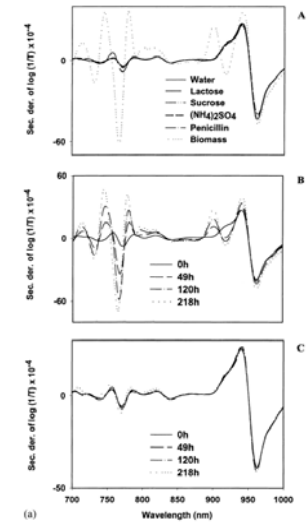 A
Sec. der. of log (1/T) x 10⁻⁴
0
-60
Water
Lactose
Sucrose
(NH4)2SO4
Penicillin
Biomass
B
Sec. der. of log (1/T) x 10⁻⁴
60
0
-60
0h
49h
120h
218h
C
Sec. der. of log (1/T) x 10⁻⁴
0
-50
0h
49h
120h
218h
700 750 800 850 900 950 1000
Wavelength (nm)
(a)